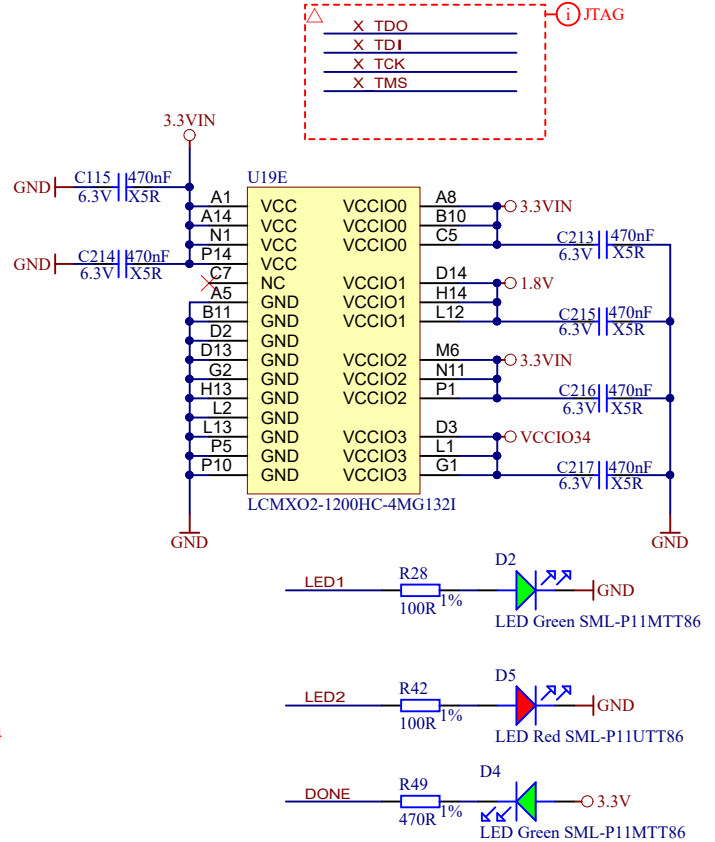 JTAG
X_TDO
X_TDI
X_TCK
X_TMS
3.3VIN
U19E
GND C115 470nF
6.3V X5R
GND C214 470nF
6.3V X5R
A1 VCC VCCIO0 A8 3.3VIN
A14 VCC VCCIO0 B10
N1 VCC VCCIO0 C5 C213 470nF
6.3V X5R
P14 VCC
C7 NC VCCIO1 D14 1.8V
A5 GND VCCIO1 H14
B11 GND VCCIO1 L12 C215 470nF
6.3V X5R
D2 GND
D13 GND VCCIO2 M6 3.3VIN
G2 GND VCCIO2 N11
H13 GND VCCIO2 P1 C216 470nF
6.3V X5R
L2 GND
L13 GND VCCIO3 D3 VCCIO34
P5 GND VCCIO3 L1
P10 GND VCCIO3 G1 C217 470nF
6.3V X5R
LCMXO2-1200HC-4MG132I
GND GND
LED1 R28 100R 1% D2 GND
LED Green SML-P11MTT86
LED2 R42 100R 1% D5 GND
LED Red SML-P11UTT86
DONE R49 470R 1% D4 3.3V
LED Green SML-P11MTT86